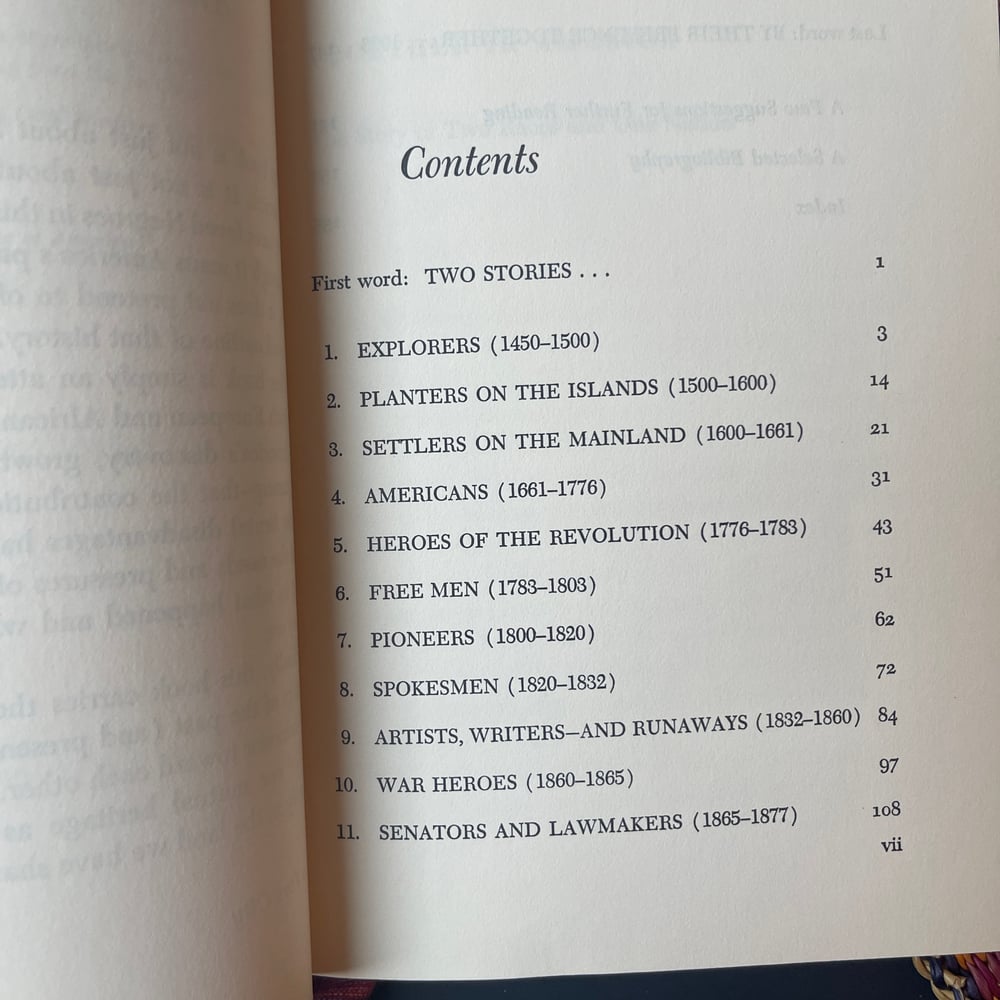 Contents
First word: TWO STORIES . . . 1
1. EXPLORERS (1450–1500) 3
2. PLANTERS ON THE ISLANDS (1500–1600) 14
3. SETTLERS ON THE MAINLAND (1600–1661) 21
4. AMERICANS (1661–1776) 31
5. HEROES OF THE REVOLUTION (1776–1783) 43
6. FREE MEN (1783–1803) 51
7. PIONEERS (1800–1820) 62
8. SPOKESMEN (1820–1832) 72
9. ARTISTS, WRITERS—AND RUNAWAYS (1832–1860) 84
10. WAR HEROES (1860–1865) 97
11. SENATORS AND LAWMAKERS (1865–1877) 108
vii